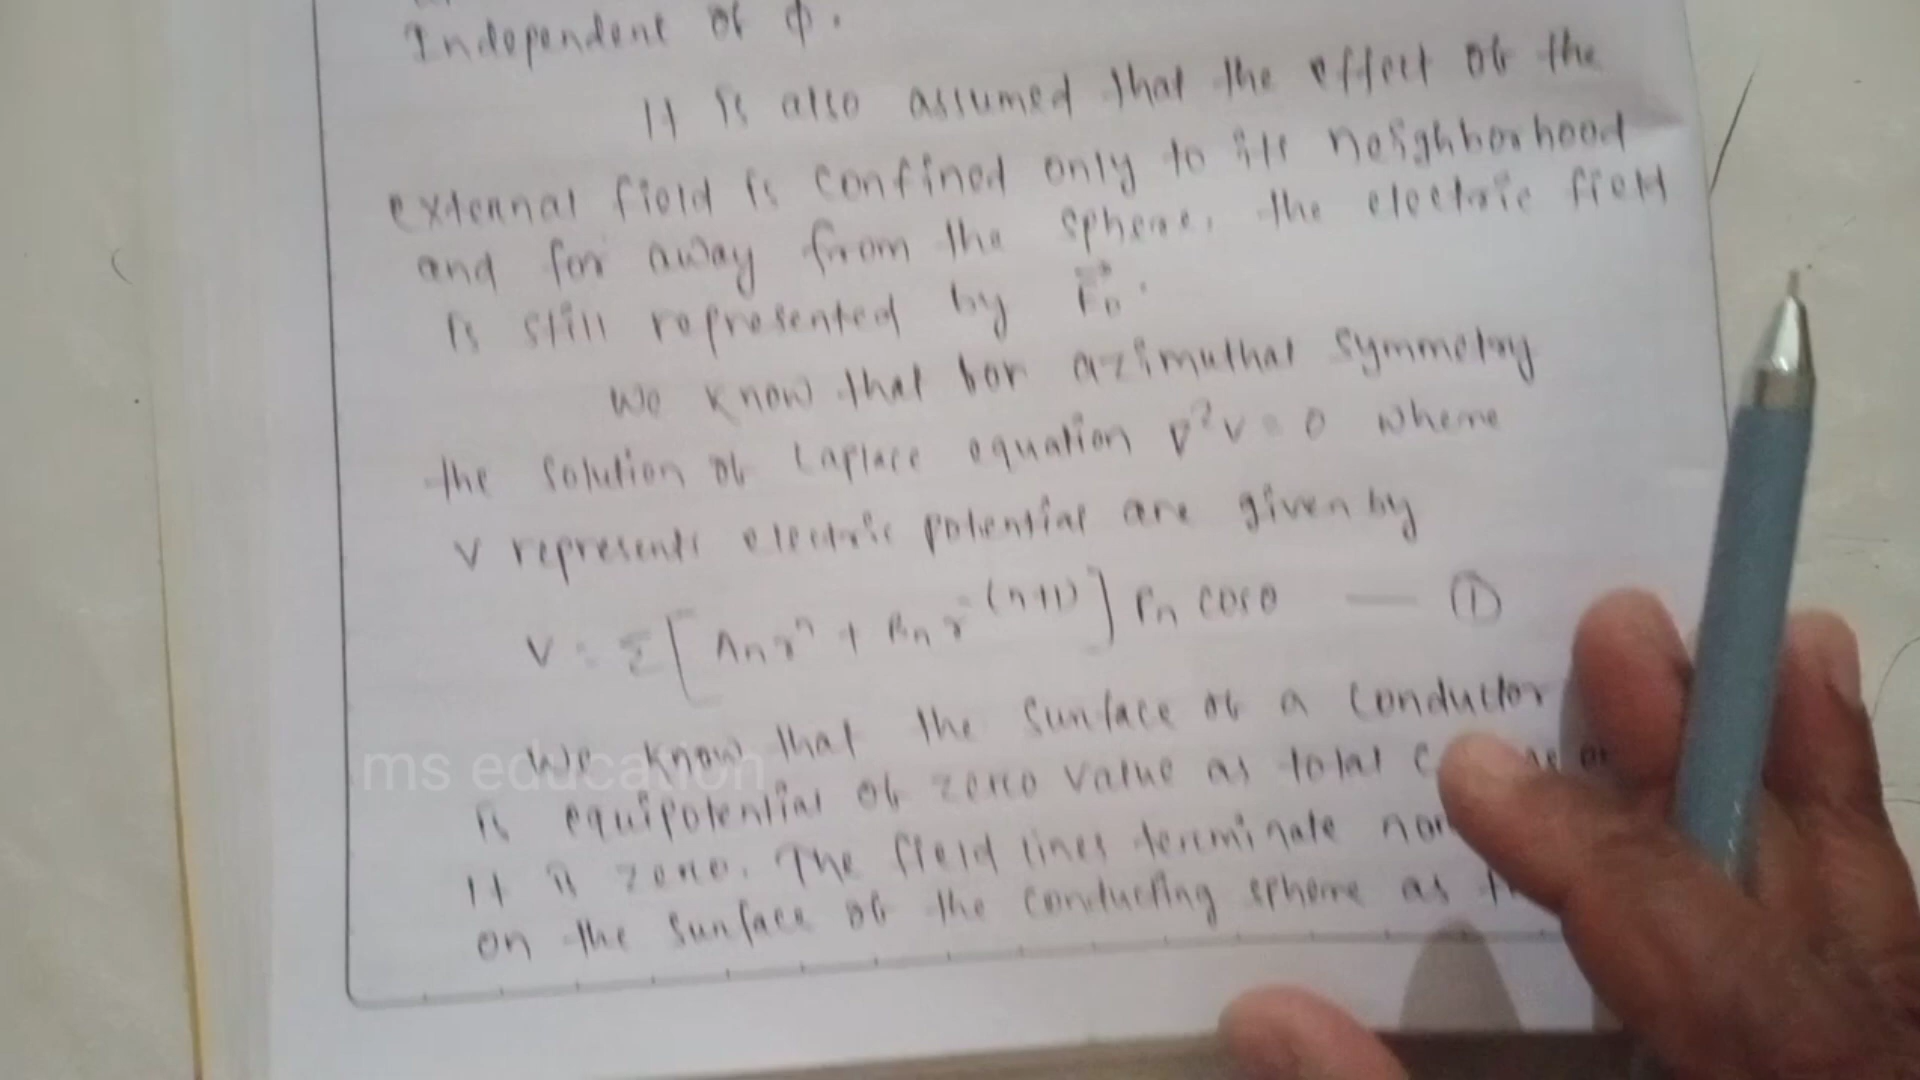 Independent of ϕ.
It is also assumed that the effect of the
external field is confined only to its neighborhood
and for away from the sphere, the electric field
is still represented by E⃗₀.
We know that for azimuthal symmetry
the solution of Laplace equation ∇²V = 0 where
V represents electric potential are given by
V = Σ [Anrⁿ + Bn r^-(n+1)] Pn cosθ — ①
We know that the surface of a conductor
is equipotential of zero value as total
It is zero. The field lines terminate
on the surface of the conducting sphere as
ms education